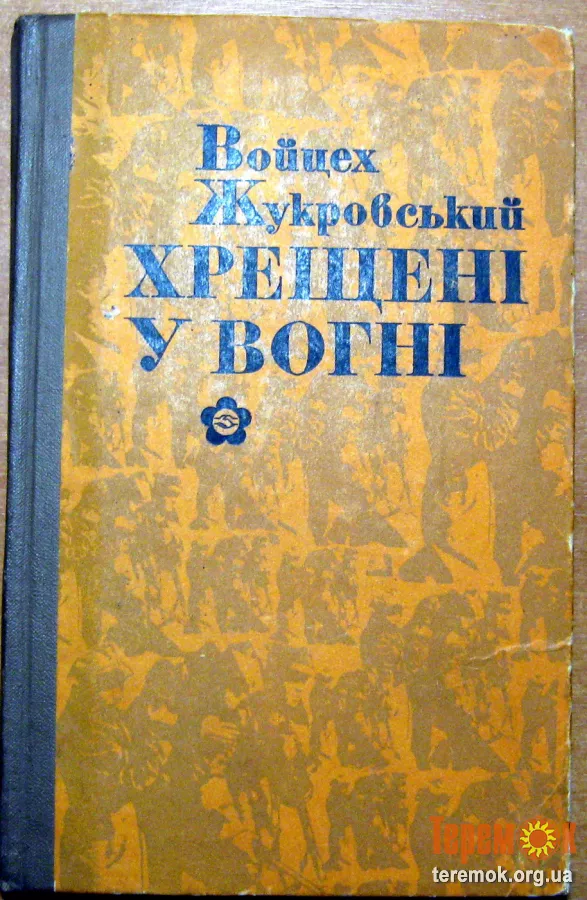 Войцех
Жукровський
ХРЕЩЕНІ
У ВОГНІ
Теремок
teremok.org.ua